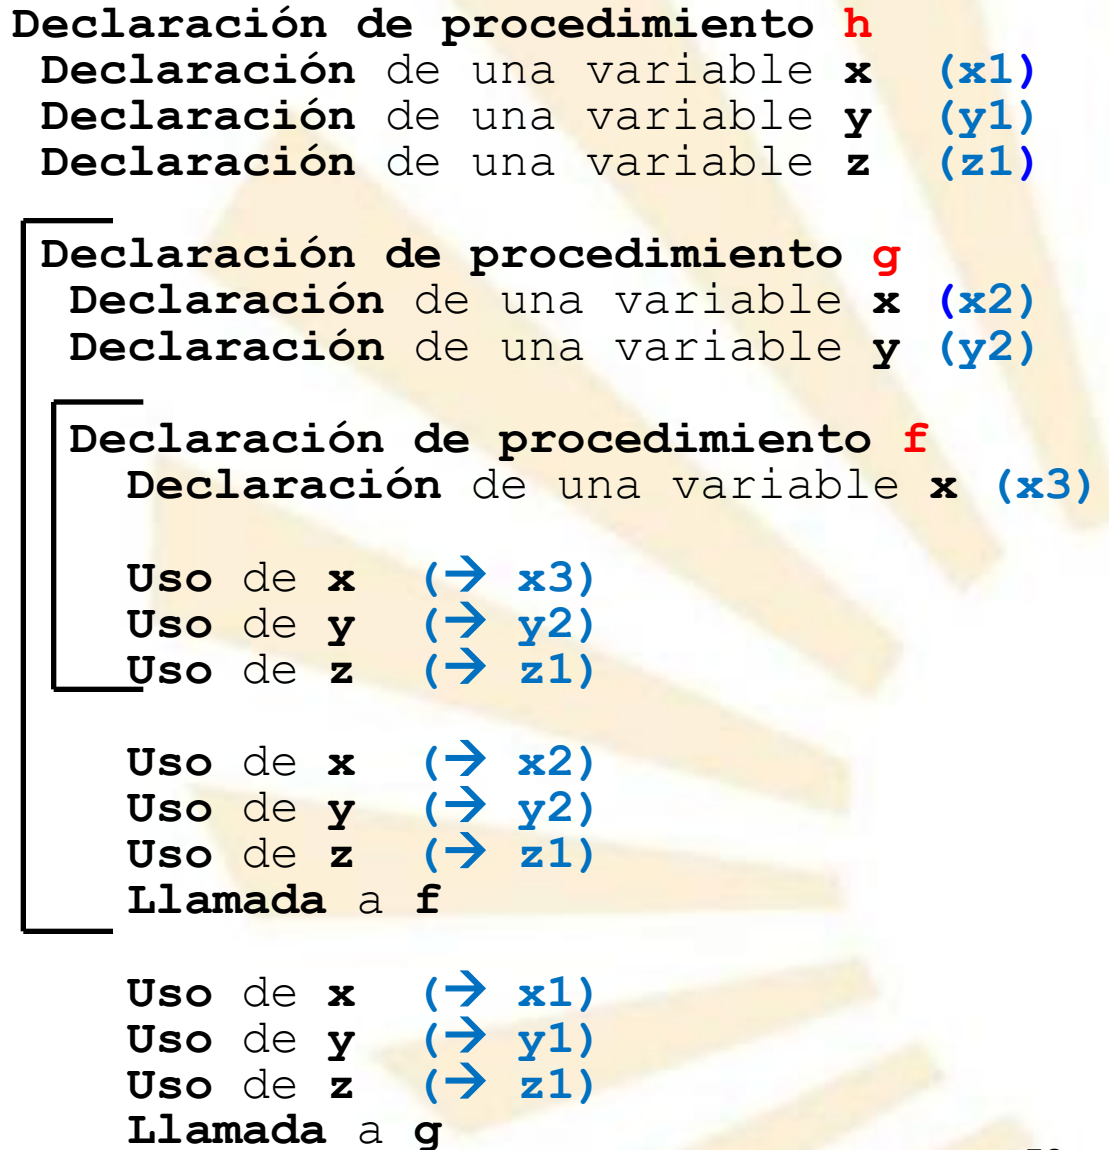 Declaración de procedimiento h
Declaración de una variable x (x1)
Declaración de una variable y (y1)
Declaración de una variable z (z1)
Declaración de procedimiento g
Declaración de una variable x (x2)
Declaración de una variable y (y2)
Declaración de procedimiento f
Declaración de una variable x (x3)
Uso de x (→ x3)
Uso de y (→ y2)
Uso de z (→ z1)
Uso de x (→ x2)
Uso de y (→ y2)
Uso de z (→ z1)
Llamada a f
Uso de x (→ x1)
Uso de y (→ y1)
Uso de z (→ z1)
Llamada a g